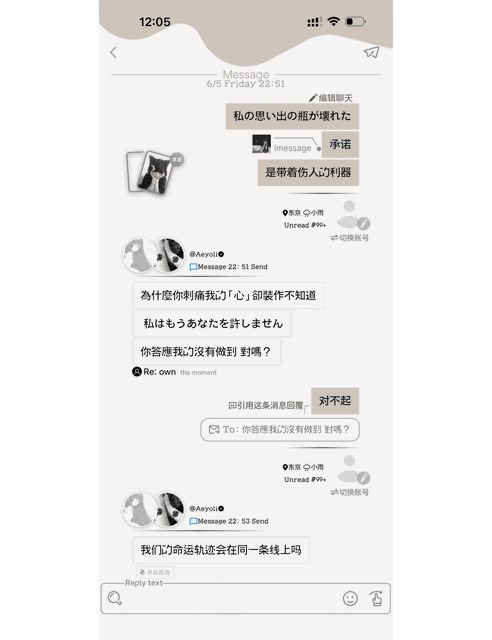 12:05
Message
6/5 Friday 22:51
编辑聊天
私の思い出の瓶が壊れた
imessage
承诺
是带着伤人的利器
状态
东京 小雨
Unread #99+
切换账号
@Aeyoli
Message 22: 51 Send
為什麼你刺痛我的「心」卻裝作不知道
私はもうあなたを許しません
你答應我的沒有做到 對嗎？
Re: own the moment
对不起
引用这条消息回覆
To: 你答應我的沒有做到 對嗎？
东京 小雨
Unread #99+
切换账号
@Aeyoli
Message 22: 53 Send
我们的命运轨迹会在同一条线上吗
点此拒收
Reply text